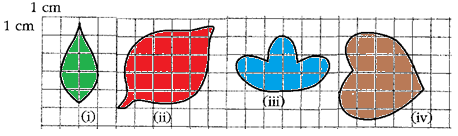 1 cm
1 cm
(i) (ii) (iii) (iv)